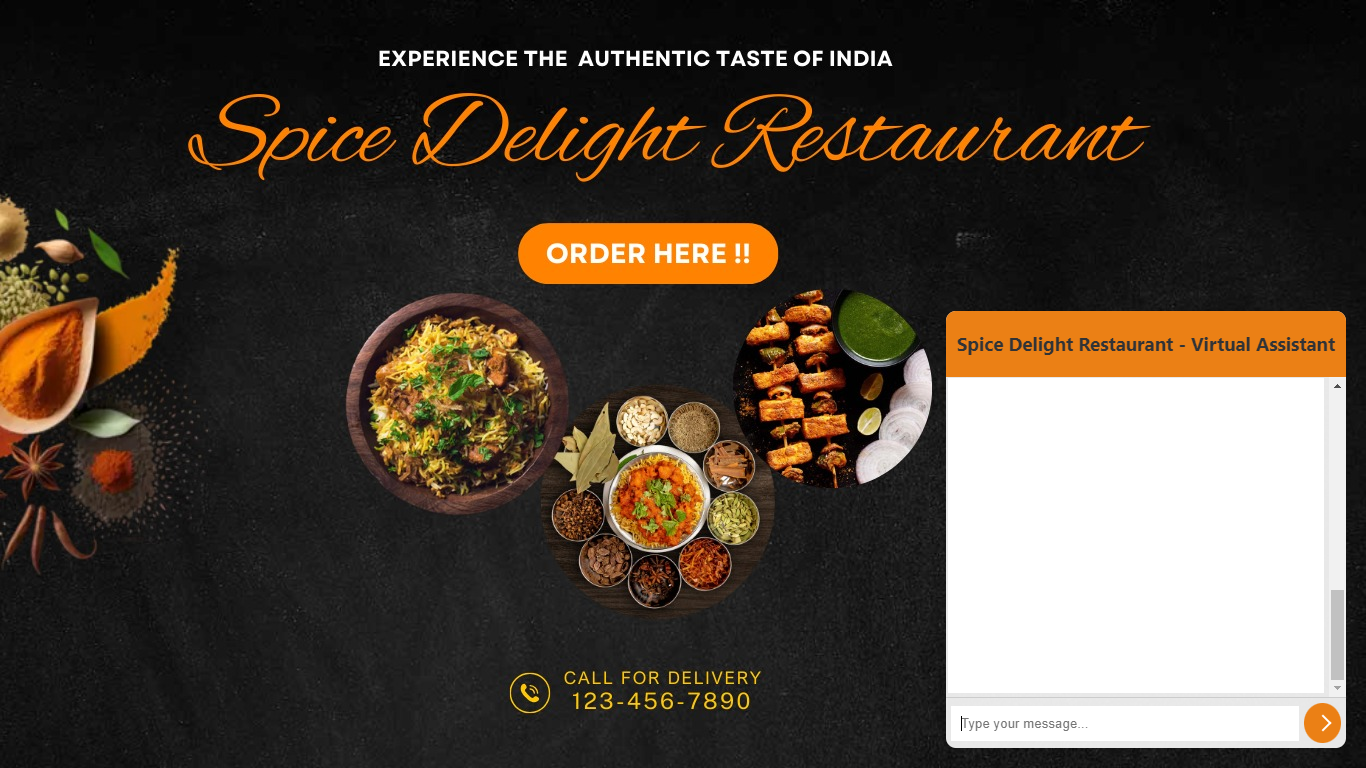 EXPERIENCE THE AUTHENTIC TASTE OF INDIA
Spice Delight Restaurant
ORDER HERE !!
Spice Delight Restaurant - Virtual Assistant
CALL FOR DELIVERY
123-456-7890
Type your message...